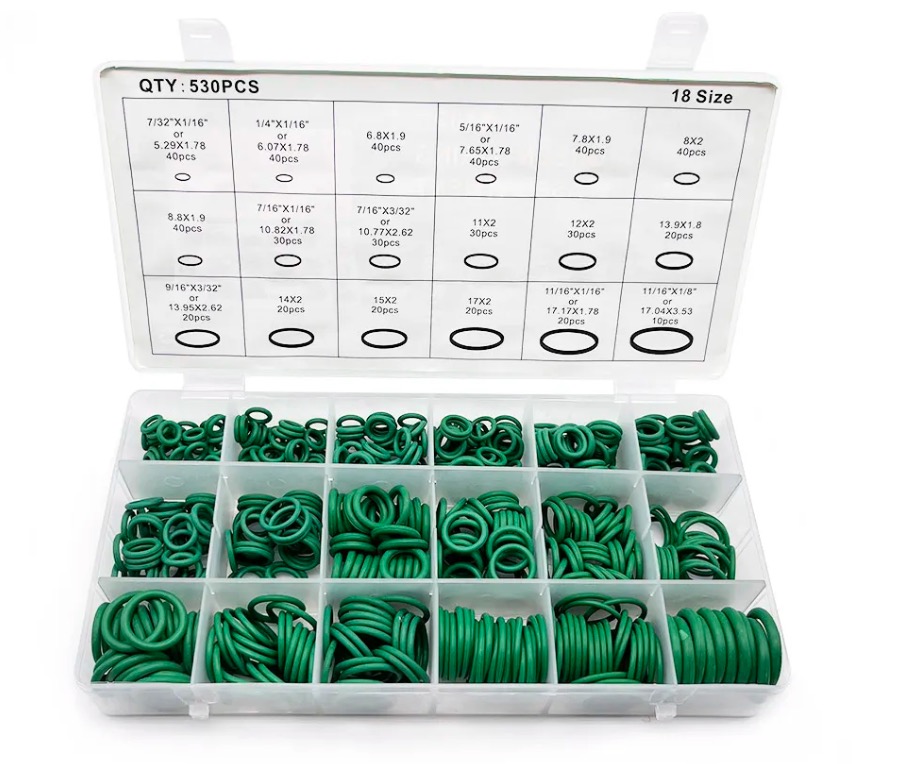 QTY : 530PCS
18 Size
7/32"X1/16"
or
5.29X1.78
40pcs
1/4"X1/16"
or
6.07X1.78
40pcs
6.8X1.9
40pcs
5/16"X1/16"
or
7.65X1.78
40pcs
7.8X1.9
40pcs
8X2
40pcs
8.8X1.9
40pcs
7/16"X1/16"
or
10.82X1.78
30pcs
7/16"X3/32"
or
10.77X2.62
30pcs
11X2
30pcs
12X2
30pcs
13.9X1.8
20pcs
9/16"X3/32"
or
13.95X2.62
20pcs
14X2
20pcs
15X2
20pcs
17X2
20pcs
11/16"X1/16"
or
17.17X1.78
20pcs
11/16"X1/8"
or
17.04X3.53
10pcs